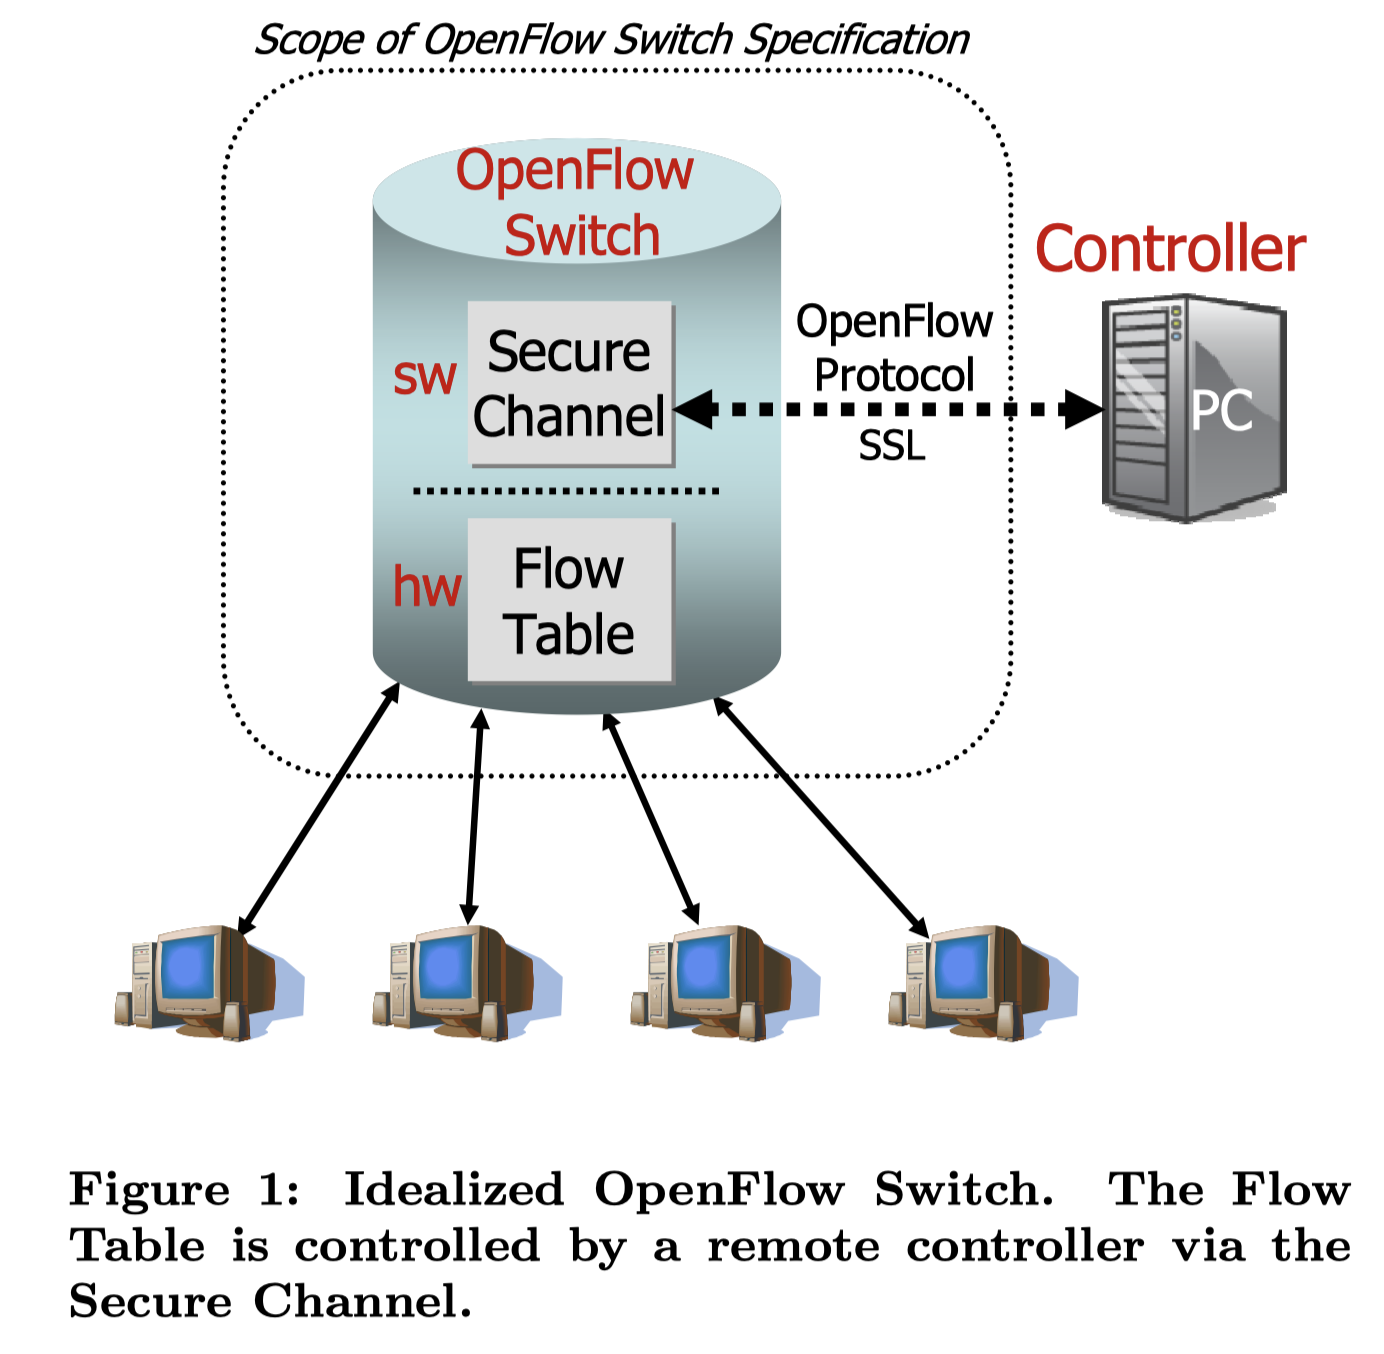 Scope of OpenFlow Switch Specification
OpenFlow
Switch
Controller
sw
Secure
Channel
OpenFlow
Protocol
SSL
PC
hw
Flow
Table
Figure 1: Idealized OpenFlow Switch. The Flow
Table is controlled by a remote controller via the
Secure Channel.